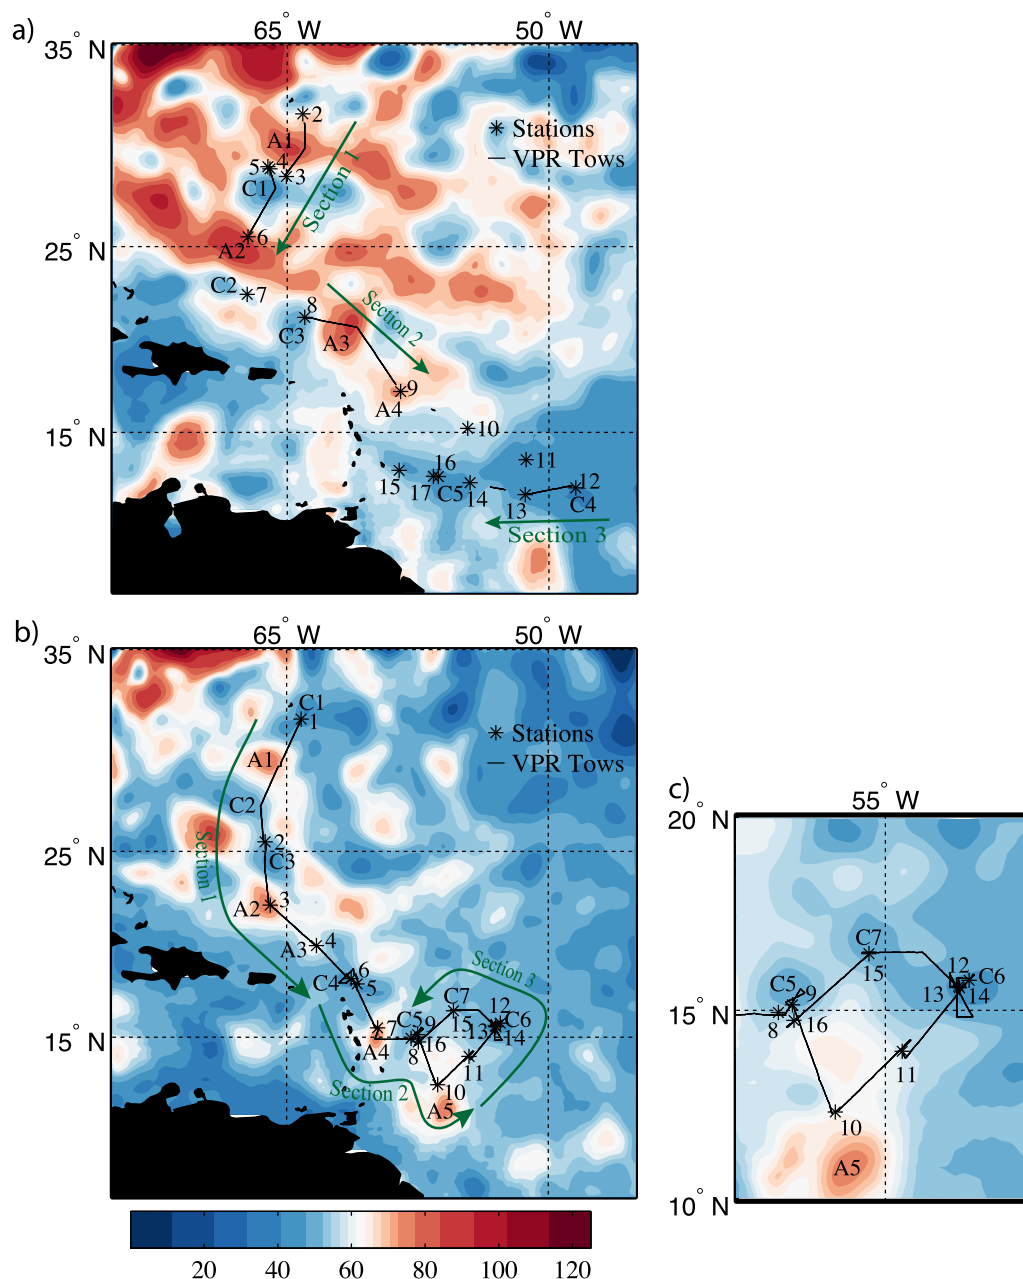 a)
65° W 50° W
35° N
2
Stations
VPR Tows
A1
5 4
3
C1
Section 1
25° N
6
A2
C2
7
8
Section 2
C3
A3
9
A4
15° N
10
16
11
15
17 C5 14
12
13
C4
Section 3
b)
65° W 50° W
35° N
C1
1
Stations
VPR Tows
A1
C2
Section 1
2
25° N
C3
A2 3
A3 4
Section 3
C4 6
5
C7
12
7
C5 9
15
13 C6
15° N
A4
8 16
14
11
Section 2
10
A5
c)
55° W
20° N
C7
15
12 C6
C5 9
13 14
15° N
8 16
11
10
A5
10° N
20 40 60 80 100 120